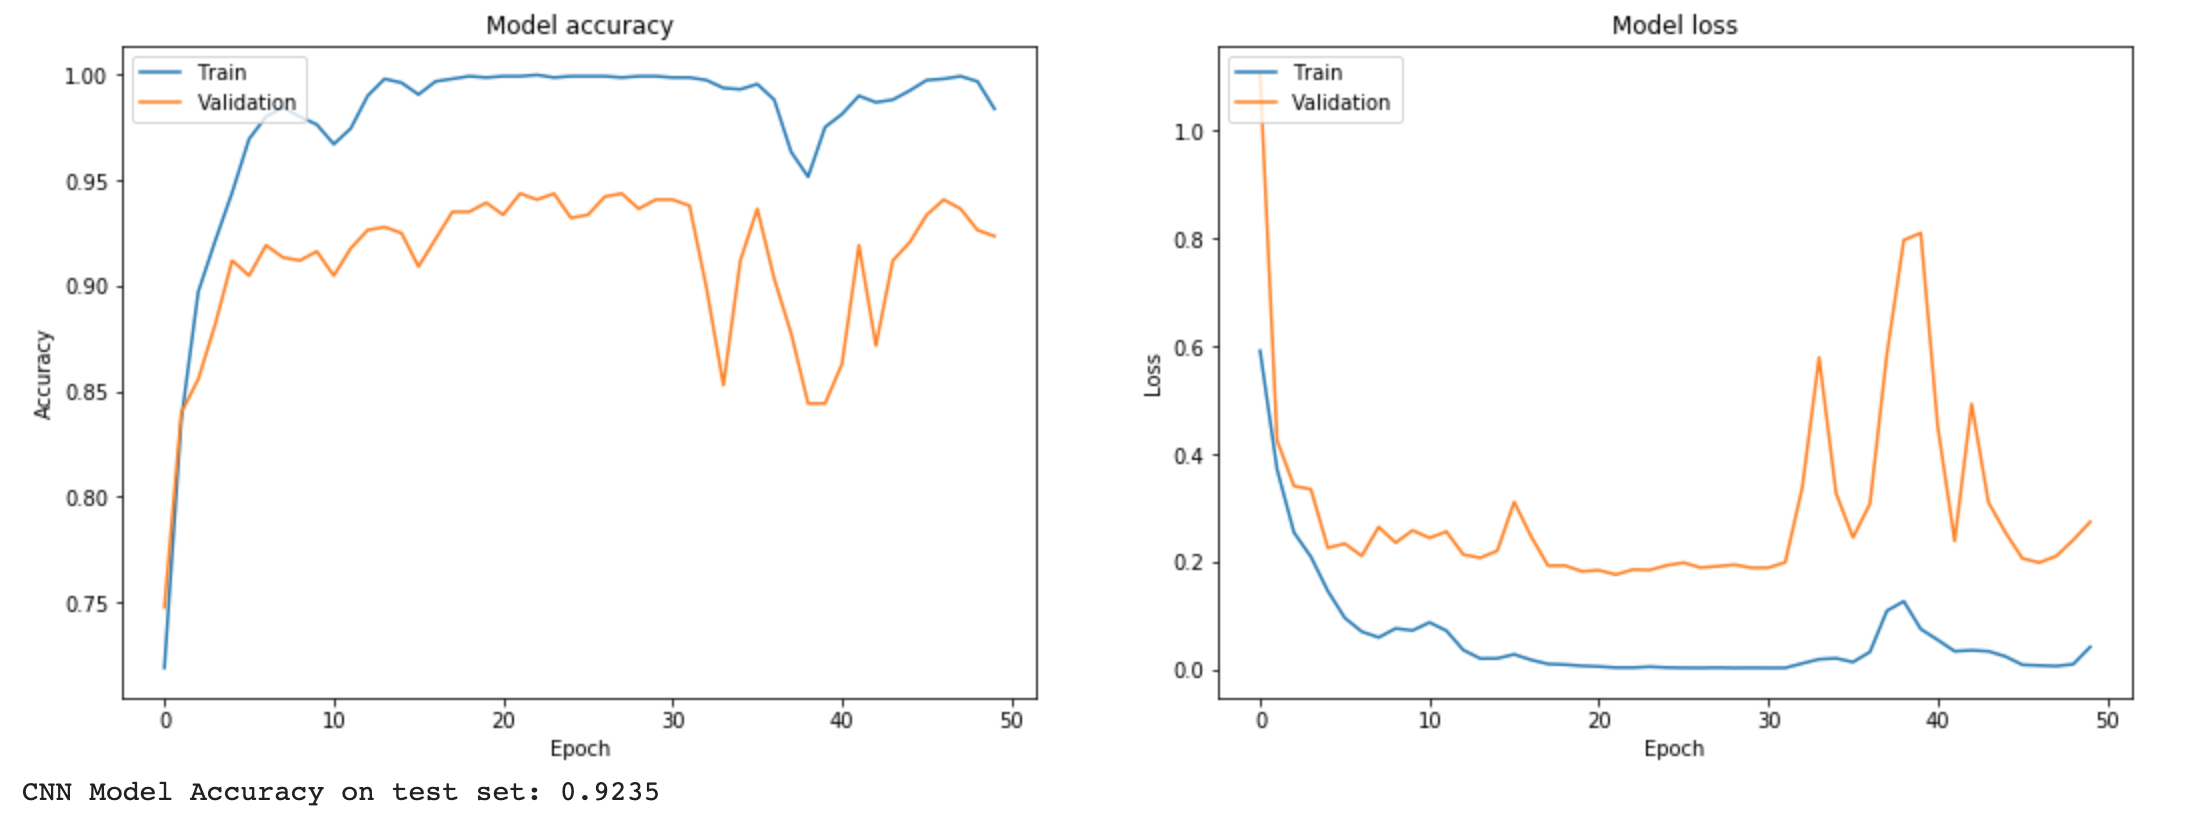 Model accuracy
Train
Validation
1.00
0.95
0.90
0.85
0.80
0.75
Accuracy
0 10 20 30 40 50
Epoch
Model loss
Train
Validation
1.0
0.8
0.6
0.4
0.2
0.0
Loss
0 10 20 30 40 50
Epoch
CNN Model Accuracy on test set: 0.9235